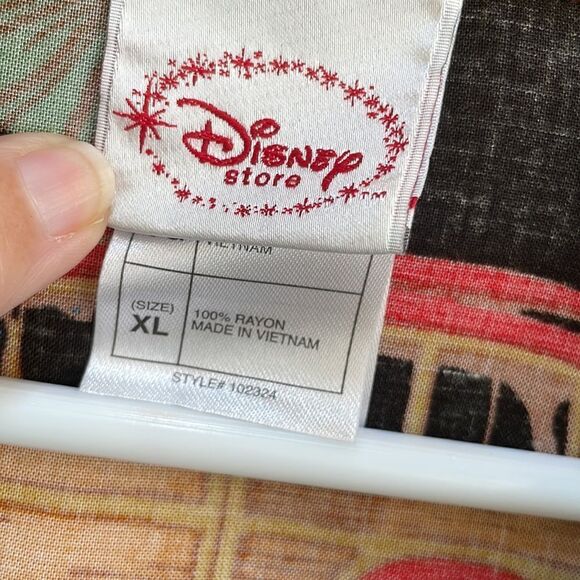 Disney
store
TM
VIETNAM
(SIZE)
XL
100% RAYON
MADE IN VIETNAM
STYLE# 102324